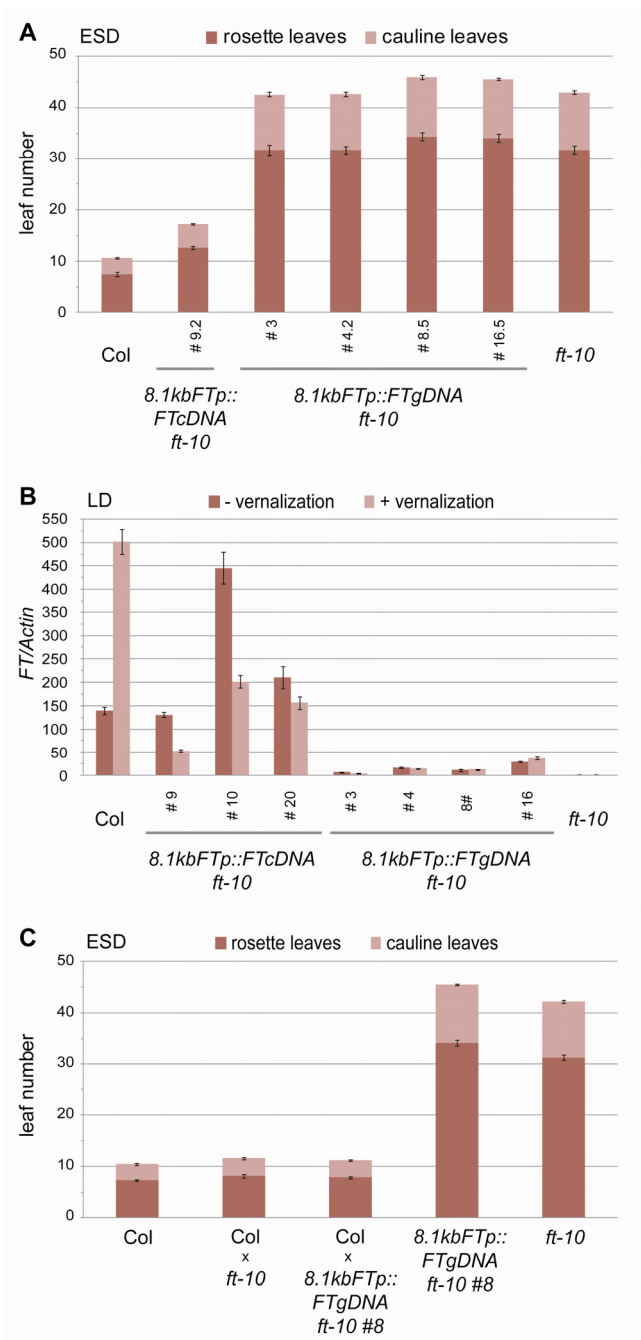 A
ESD
rosette leaves
cauline leaves
50
40
30
20
10
0
leaf number
Col
# 9.2
# 3
# 4.2
# 8.5
# 16.5
ft-10
8.1kbFTp::
FTcDNA
ft-10
8.1kbFTp::FTgDNA
ft-10
B
LD
- vernalization
+ vernalization
550
500
450
400
350
300
250
200
150
100
50
0
FT/Actin
Col
# 9
# 10
# 20
# 3
# 4
8#
# 16
ft-10
8.1kbFTp::FTcDNA
ft-10
8.1kbFTp::FTgDNA
ft-10
C
ESD
rosette leaves
cauline leaves
50
40
30
20
10
0
leaf number
Col
Col
x
ft-10
Col
x
8.1kbFTp::
FTgDNA
ft-10 #8
8.1kbFTp::
FTgDNA
ft-10 #8
ft-10